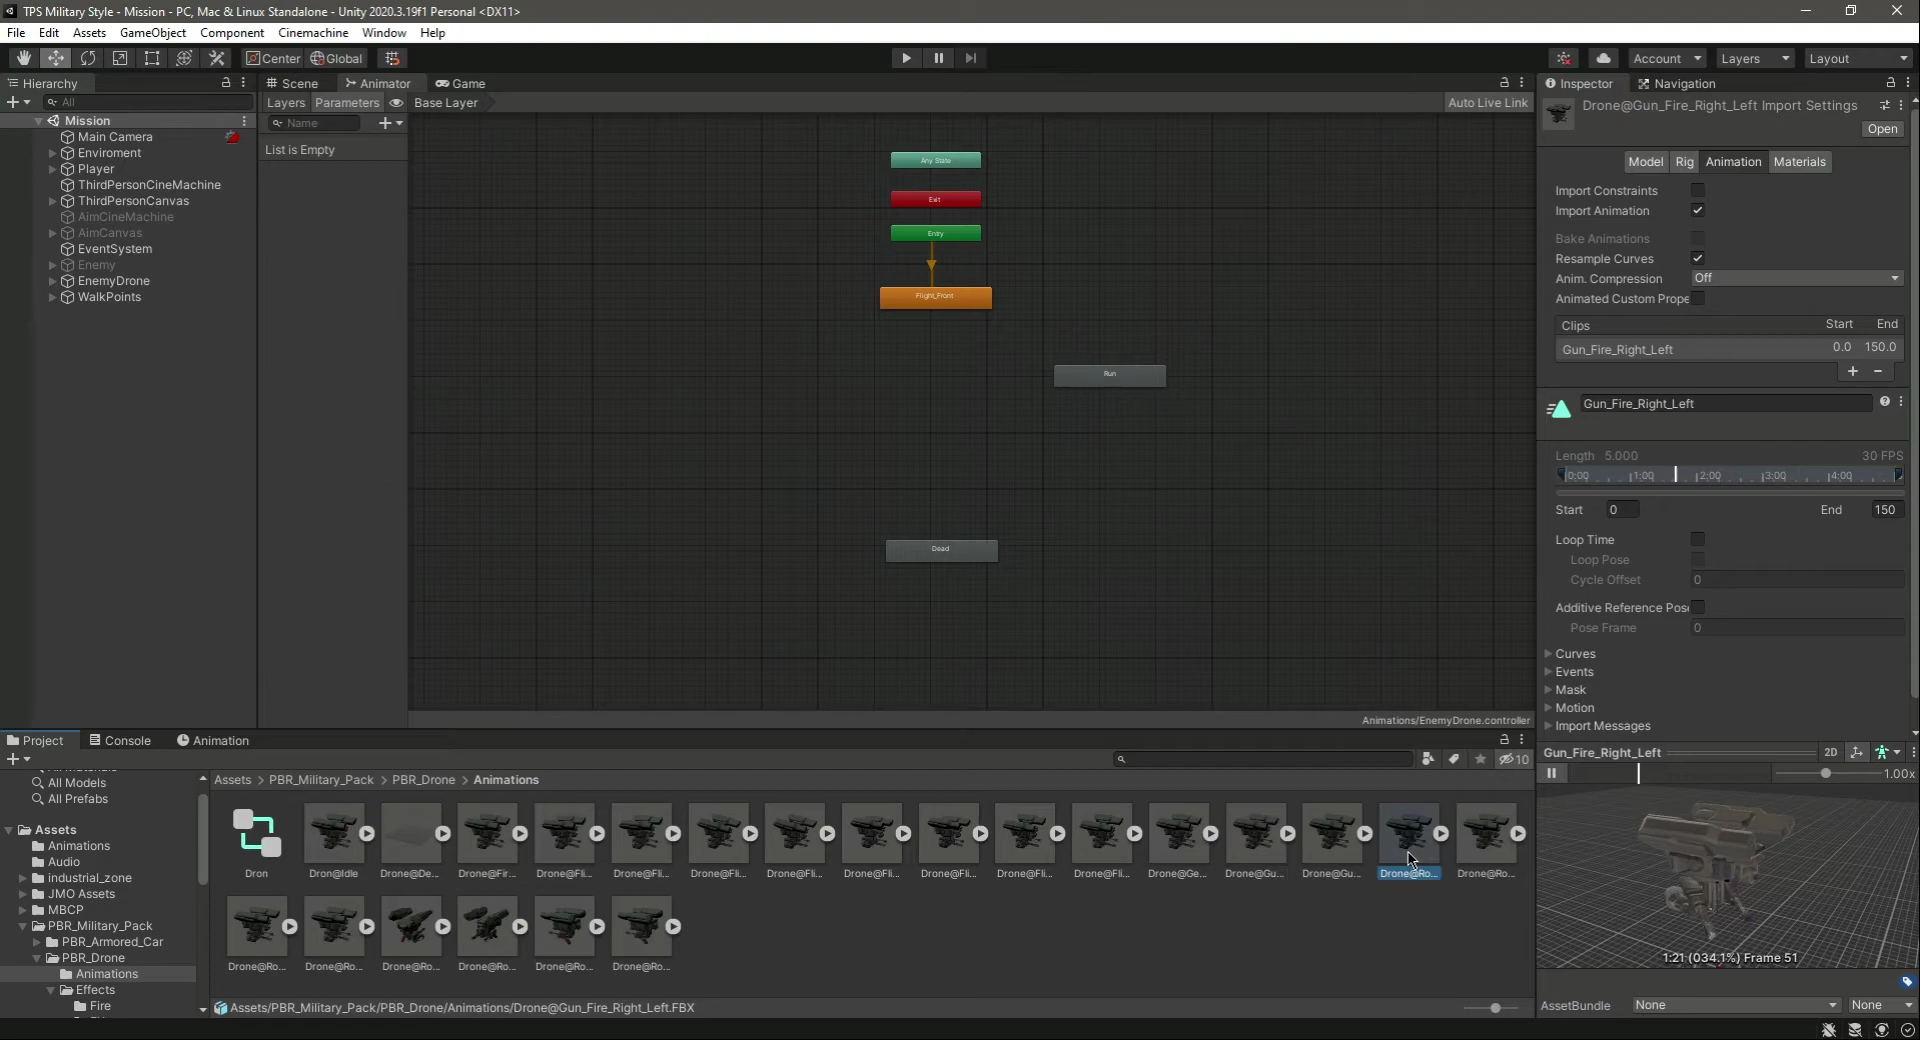 TPS Military Style - Mission - PC, Mac & Linux Standalone - Unity 2020.3.19f1 Personal <DX11>
File Edit Assets GameObject Component Cinemachine Window Help
Center Global Account Layers Layout
Hierarchy
All
Mission
Main Camera
Enviroment
Player
ThirdPersonCineMachine
ThirdPersonCanvas
AimCineMachine
AimCanvas
EventSystem
Enemy
EnemyDrone
WalkPoints
Scene Animator Game
Layers Parameters Base Layer Auto Live Link
Name
List is Empty
Any State
Exit
Entry
Flight_Front
Run
Dead
Animations/EnemyDrone.controller
Inspector Navigation
Drone@Gun_Fire_Right_Left Import Settings
Open
Model Rig Animation Materials
Import Constraints
Import Animation
Bake Animations
Resample Curves
Anim. Compression Off
Animated Custom Prope
Clips Start End
Gun_Fire_Right_Left 0.0 150.0
Gun_Fire_Right_Left
Length 5.000 30 FPS
0:00 1:00 2:00 3:00 4:00
Start 0 End 150
Loop Time
Loop Pose
Cycle Offset 0
Additive Reference Pose
Pose Frame 0
Curves
Events
Mask
Motion
Import Messages
Gun_Fire_Right_Left 2D
1.00x
1:21 (034.1%) Frame 51
AssetBundle None None
Project Console Animation
10
All Models
All Prefabs
Assets
Animations
Audio
industrial_zone
JMO Assets
MBCP
PBR_Military_Pack
PBR_Armored_Car
PBR_Drone
Animations
Effects
Fire
Assets > PBR_Military_Pack > PBR_Drone > Animations
Dron Dron@Idle Drone@De... Drone@Fir... Drone@Fli... Drone@Fli... Drone@Fli... Drone@Fli... Drone@Fli... Drone@Fli... Drone@Fli... Drone@Fli... Drone@Ge... Drone@Gu... Drone@Gu... Drone@Ro... Drone@Ro...
Drone@Ro... Drone@Ro... Drone@Ro... Drone@Ro... Drone@Ro... Drone@Ro...
Assets/PBR_Military_Pack/PBR_Drone/Animations/Drone@Gun_Fire_Right_Left.FBX